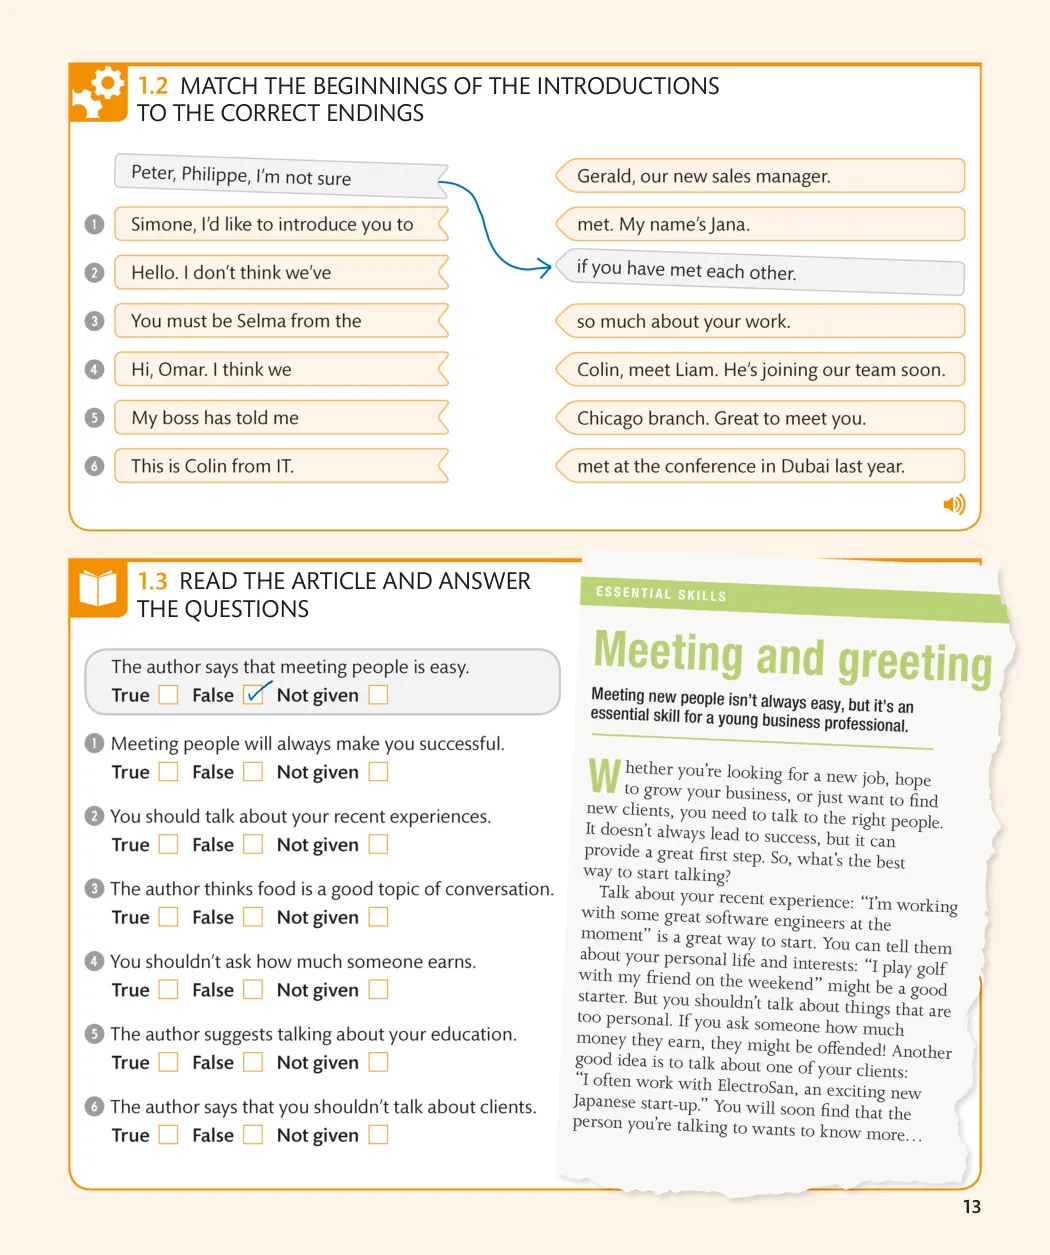 1.2 MATCH THE BEGINNINGS OF THE INTRODUCTIONS
TO THE CORRECT ENDINGS
Peter, Philippe, I'm not sure
1 Simone, I'd like to introduce you to
2 Hello. I don't think we've
3 You must be Selma from the
4 Hi, Omar. I think we
5 My boss has told me
6 This is Colin from IT.
Gerald, our new sales manager.
met. My name's Jana.
if you have met each other.
so much about your work.
Colin, meet Liam. He's joining our team soon.
Chicago branch. Great to meet you.
met at the conference in Dubai last year.
1.3 READ THE ARTICLE AND ANSWER
THE QUESTIONS
The author says that meeting people is easy.
True False Not given
1 Meeting people will always make you successful.
True False Not given
2 You should talk about your recent experiences.
True False Not given
3 The author thinks food is a good topic of conversation.
True False Not given
4 You shouldn't ask how much someone earns.
True False Not given
5 The author suggests talking about your education.
True False Not given
6 The author says that you shouldn't talk about clients.
True False Not given
ESSENTIAL SKILLS
Meeting and greeting
Meeting new people isn't always easy, but it's an
essential skill for a young business professional.
Whether you're looking for a new job, hope
to grow your business, or just want to find
new clients, you need to talk to the right people.
It doesn't always lead to success, but it can
provide a great first step. So, what's the best
way to start talking?
Talk about your recent experience: "I'm working
with some great software engineers at the
moment" is a great way to start. You can tell them
about your personal life and interests: "I play golf
with my friend on the weekend" might be a good
starter. But you shouldn't talk about things that are
too personal. If you ask someone how much
money they earn, they might be offended! Another
good idea is to talk about one of your clients:
"I often work with ElectroSan, an exciting new
Japanese start-up." You will soon find that the
person you're talking to wants to know more…
13